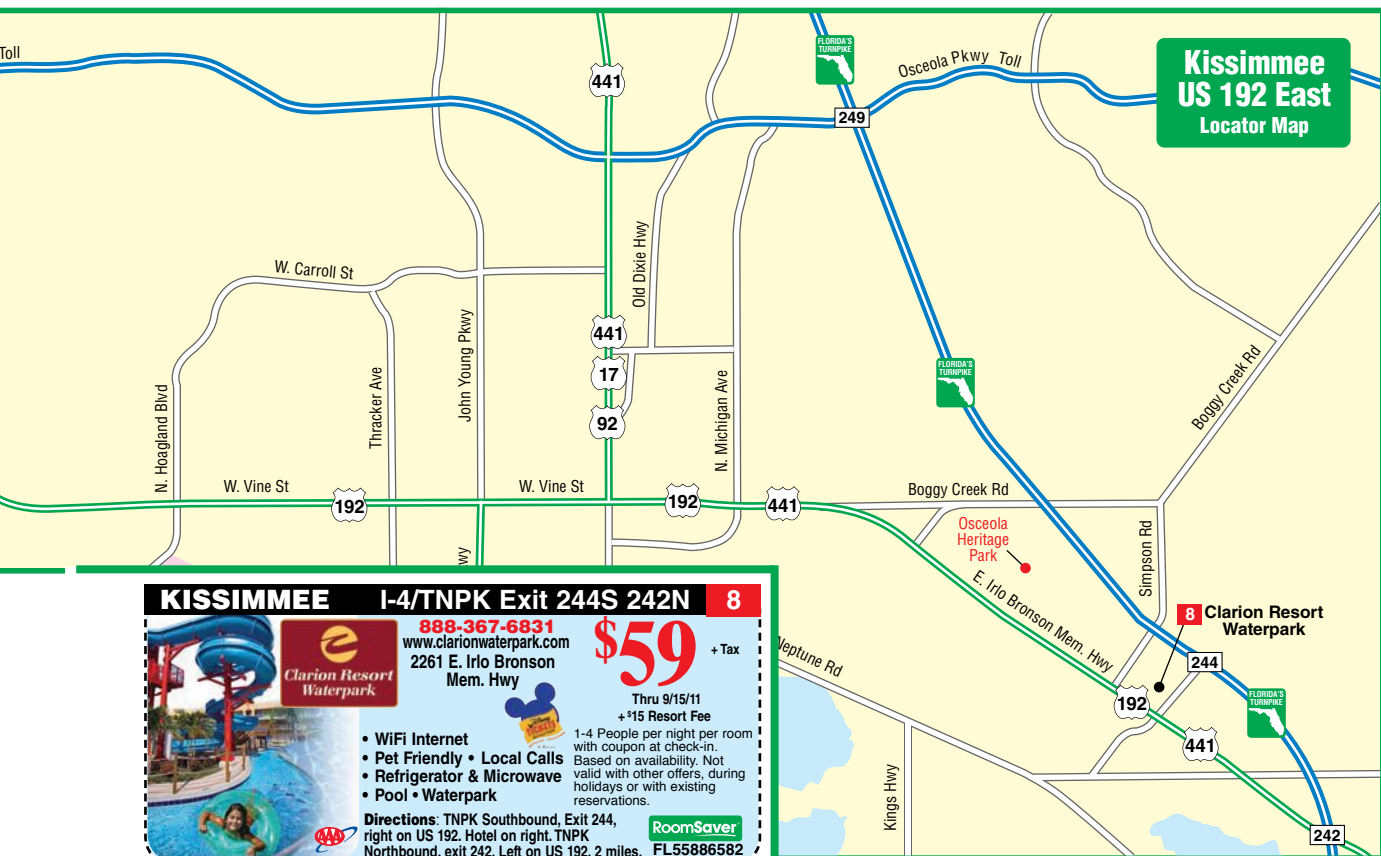 Toll
FLORIDA'S
TURNPIKE
Osceola Pkwy Toll
Kissimmee
US 192 East
Locator Map
441
249
Old Dixie Hwy
W. Carroll St
441
17
92
John Young Pkwy
Thracker Ave
N. Hoagland Blvd
N. Michigan Ave
FLORIDA'S
TURNPIKE
Boggy Creek Rd
W. Vine St
192
W. Vine St
192
441
Boggy Creek Rd
Osceola
Heritage
Park
Simpson Rd
E. Irlo Bronson Mem. Hwy
wy
8 Clarion Resort
Waterpark
244
192
441
FLORIDA'S
TURNPIKE
Neptune Rd
Kings Hwy
242
KISSIMMEE I-4/TNPK Exit 244S 242N 8
888-367-6831
www.clarionwaterpark.com
2261 E. Irlo Bronson
Mem. Hwy
Clarion Resort
Waterpark
$59 + Tax
Thru 9/15/11
+ $15 Resort Fee
1-4 People per night per room
with coupon at check-in.
Based on availability. Not
valid with other offers, during
holidays or with existing
reservations.
• WiFi Internet
• Pet Friendly • Local Calls
• Refrigerator & Microwave
• Pool • Waterpark
AAA
Directions: TNPK Southbound, Exit 244,
right on US 192. Hotel on right. TNPK
Northbound, exit 242. Left on US 192, 2 miles.
RoomSaver
FL55886582